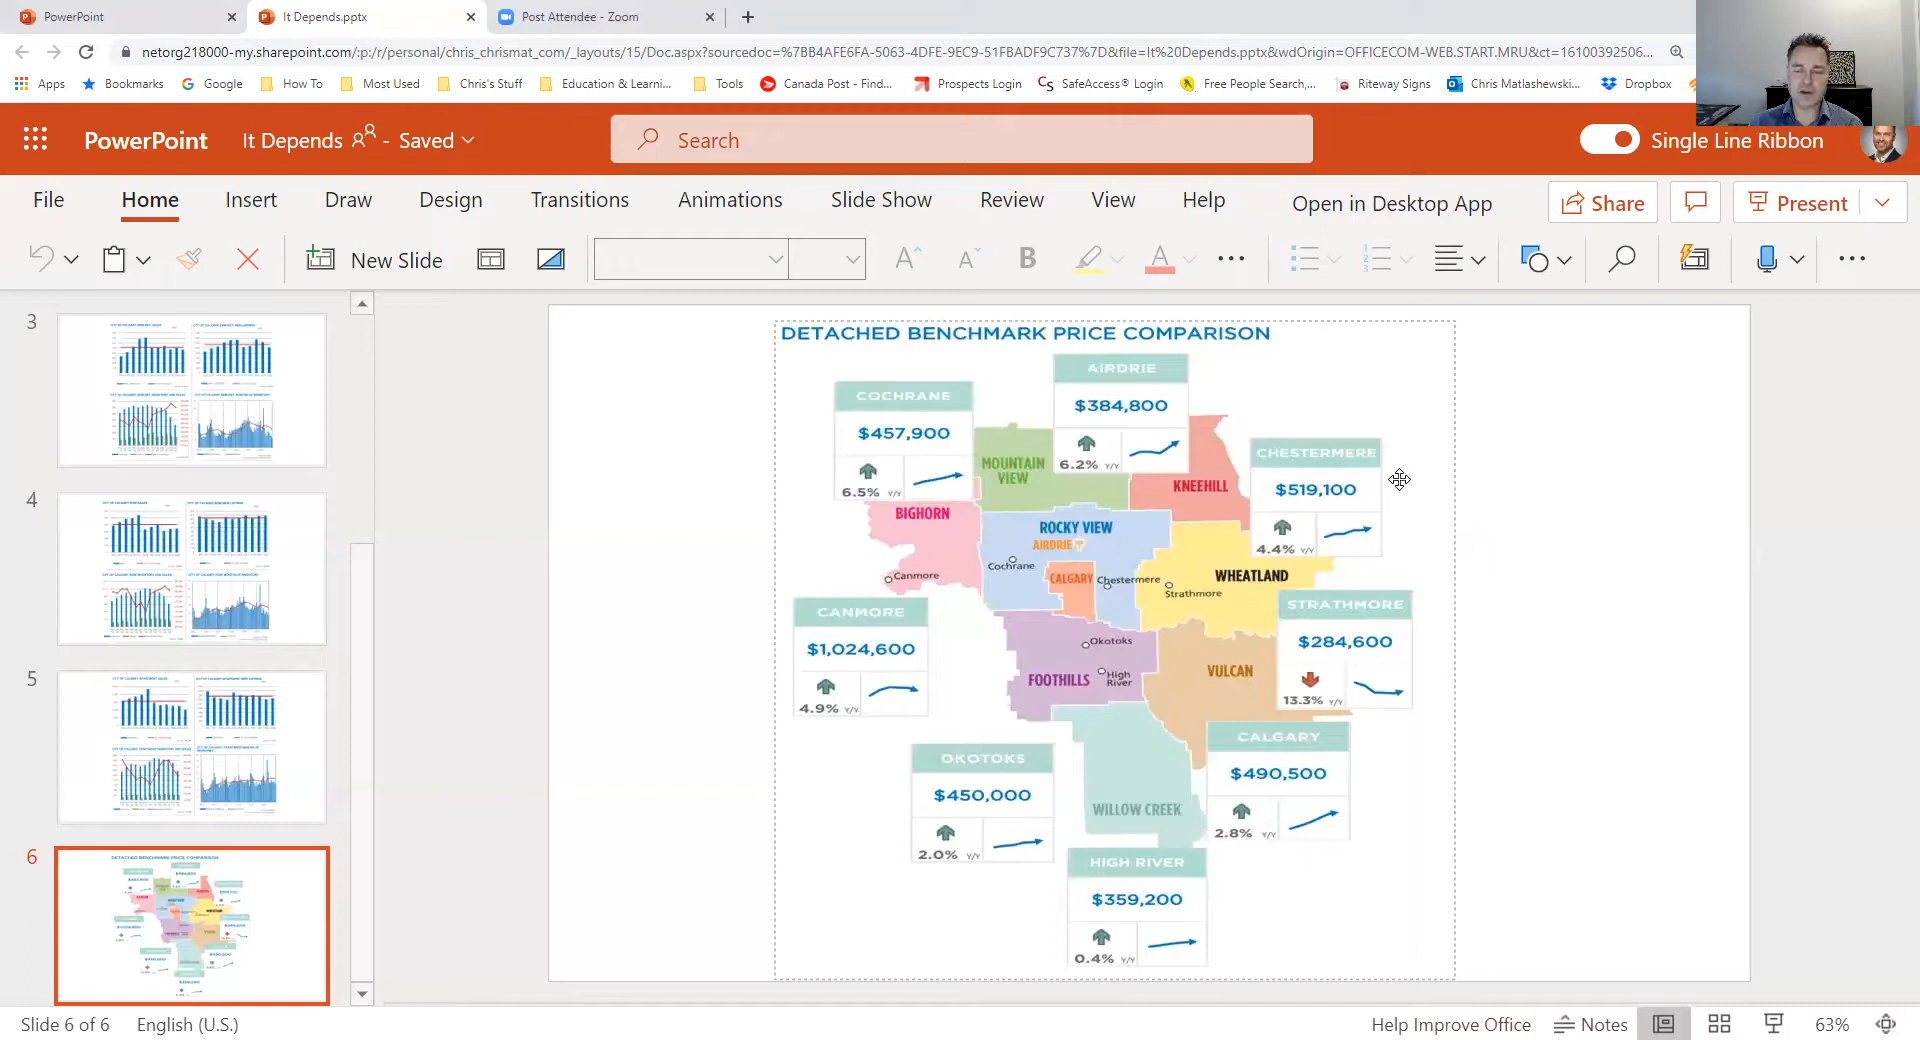 PowerPoint
It Depends.pptx
Post Attendee - Zoom
netorg218000-my.sharepoint.com/:p:/r/personal/chris_chrismat_com/_layouts/15/Doc.aspx?sourcedoc=%7BB4AFE6FA-5063-4DFE-9EC9-51FBADF9C737%7D&file=It%20Depends.pptx&wdOrigin=OFFICECOM-WEB.START.MRU&ct=16100392506...
Apps
Bookmarks
Google
How To
Most Used
Chris's Stuff
Education & Learni...
Tools
Canada Post - Find...
Prospects Login
SafeAccess® Login
Free People Search,...
Riteway Signs
Chris Matlashewski...
Dropbox
PowerPoint
It Depends - Saved
Search
Single Line Ribbon
File
Home
Insert
Draw
Design
Transitions
Animations
Slide Show
Review
View
Help
Open in Desktop App
Share
Present
New Slide
3
4
5
6
DETACHED BENCHMARK PRICE COMPARISON
AIRDRIE
$384,800
6.2% Y/Y
COCHRANE
$457,900
6.5% Y/Y
CHESTERMERE
$519,100
4.4% Y/Y
MOUNTAIN
VIEW
KNEEHILL
BIGHORN
ROCKY VIEW
AIRDRIE
Cochrane
Canmore
CALGARY
Chestermere
WHEATLAND
Strathmore
CANMORE
$1,024,600
4.9% Y/Y
STRATHMORE
$284,600
13.3% Y/Y
Okotoks
FOOTHILLS
High
River
VULCAN
OKOTOKS
$450,000
2.0% Y/Y
CALGARY
$490,500
2.8% Y/Y
WILLOW CREEK
HIGH RIVER
$359,200
0.4% Y/Y
Slide 6 of 6
English (U.S.)
Help Improve Office
Notes
63%